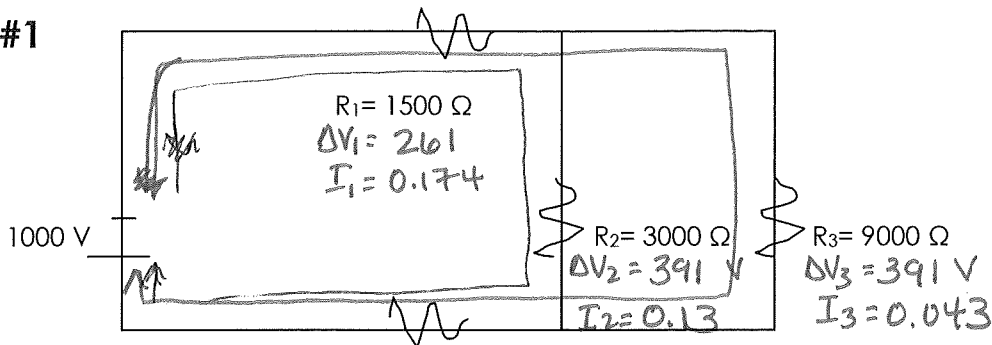 #1
R₁= 1500 Ω
ΔV₁= 261
I₁= 0.174
1000 V
R₂= 3000 Ω
ΔV₂= 391 V
I₂= 0.13
R₃= 9000 Ω
ΔV₃= 391 V
I₃= 0.043